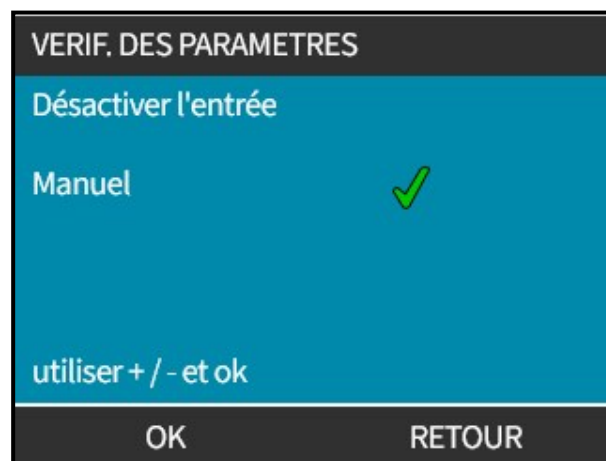 VERIF. DES PARAMETRES
Désactiver l'entrée
Manuel
utiliser + / - et ok
OK RETOUR